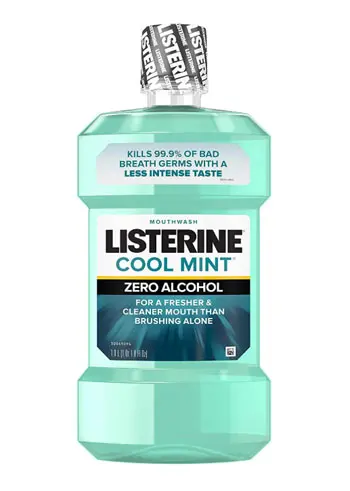 LISTERINE
KILLS 99.9% OF BAD
BREATH GERMS WITH A
LESS INTENSE TASTE
MOUTHWASH
LISTERINE®
COOL MINT®
ZERO ALCOHOL
FOR A FRESHER &
CLEANER MOUTH THAN
BRUSHING ALONE